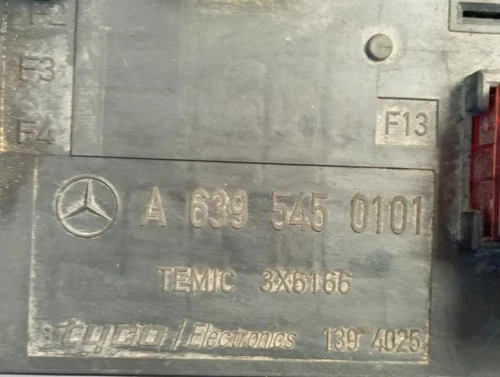 F2
F3
F4
F13
A 639 545 0101
TEMIC 3X6166
tyco / Electronics 139 4025